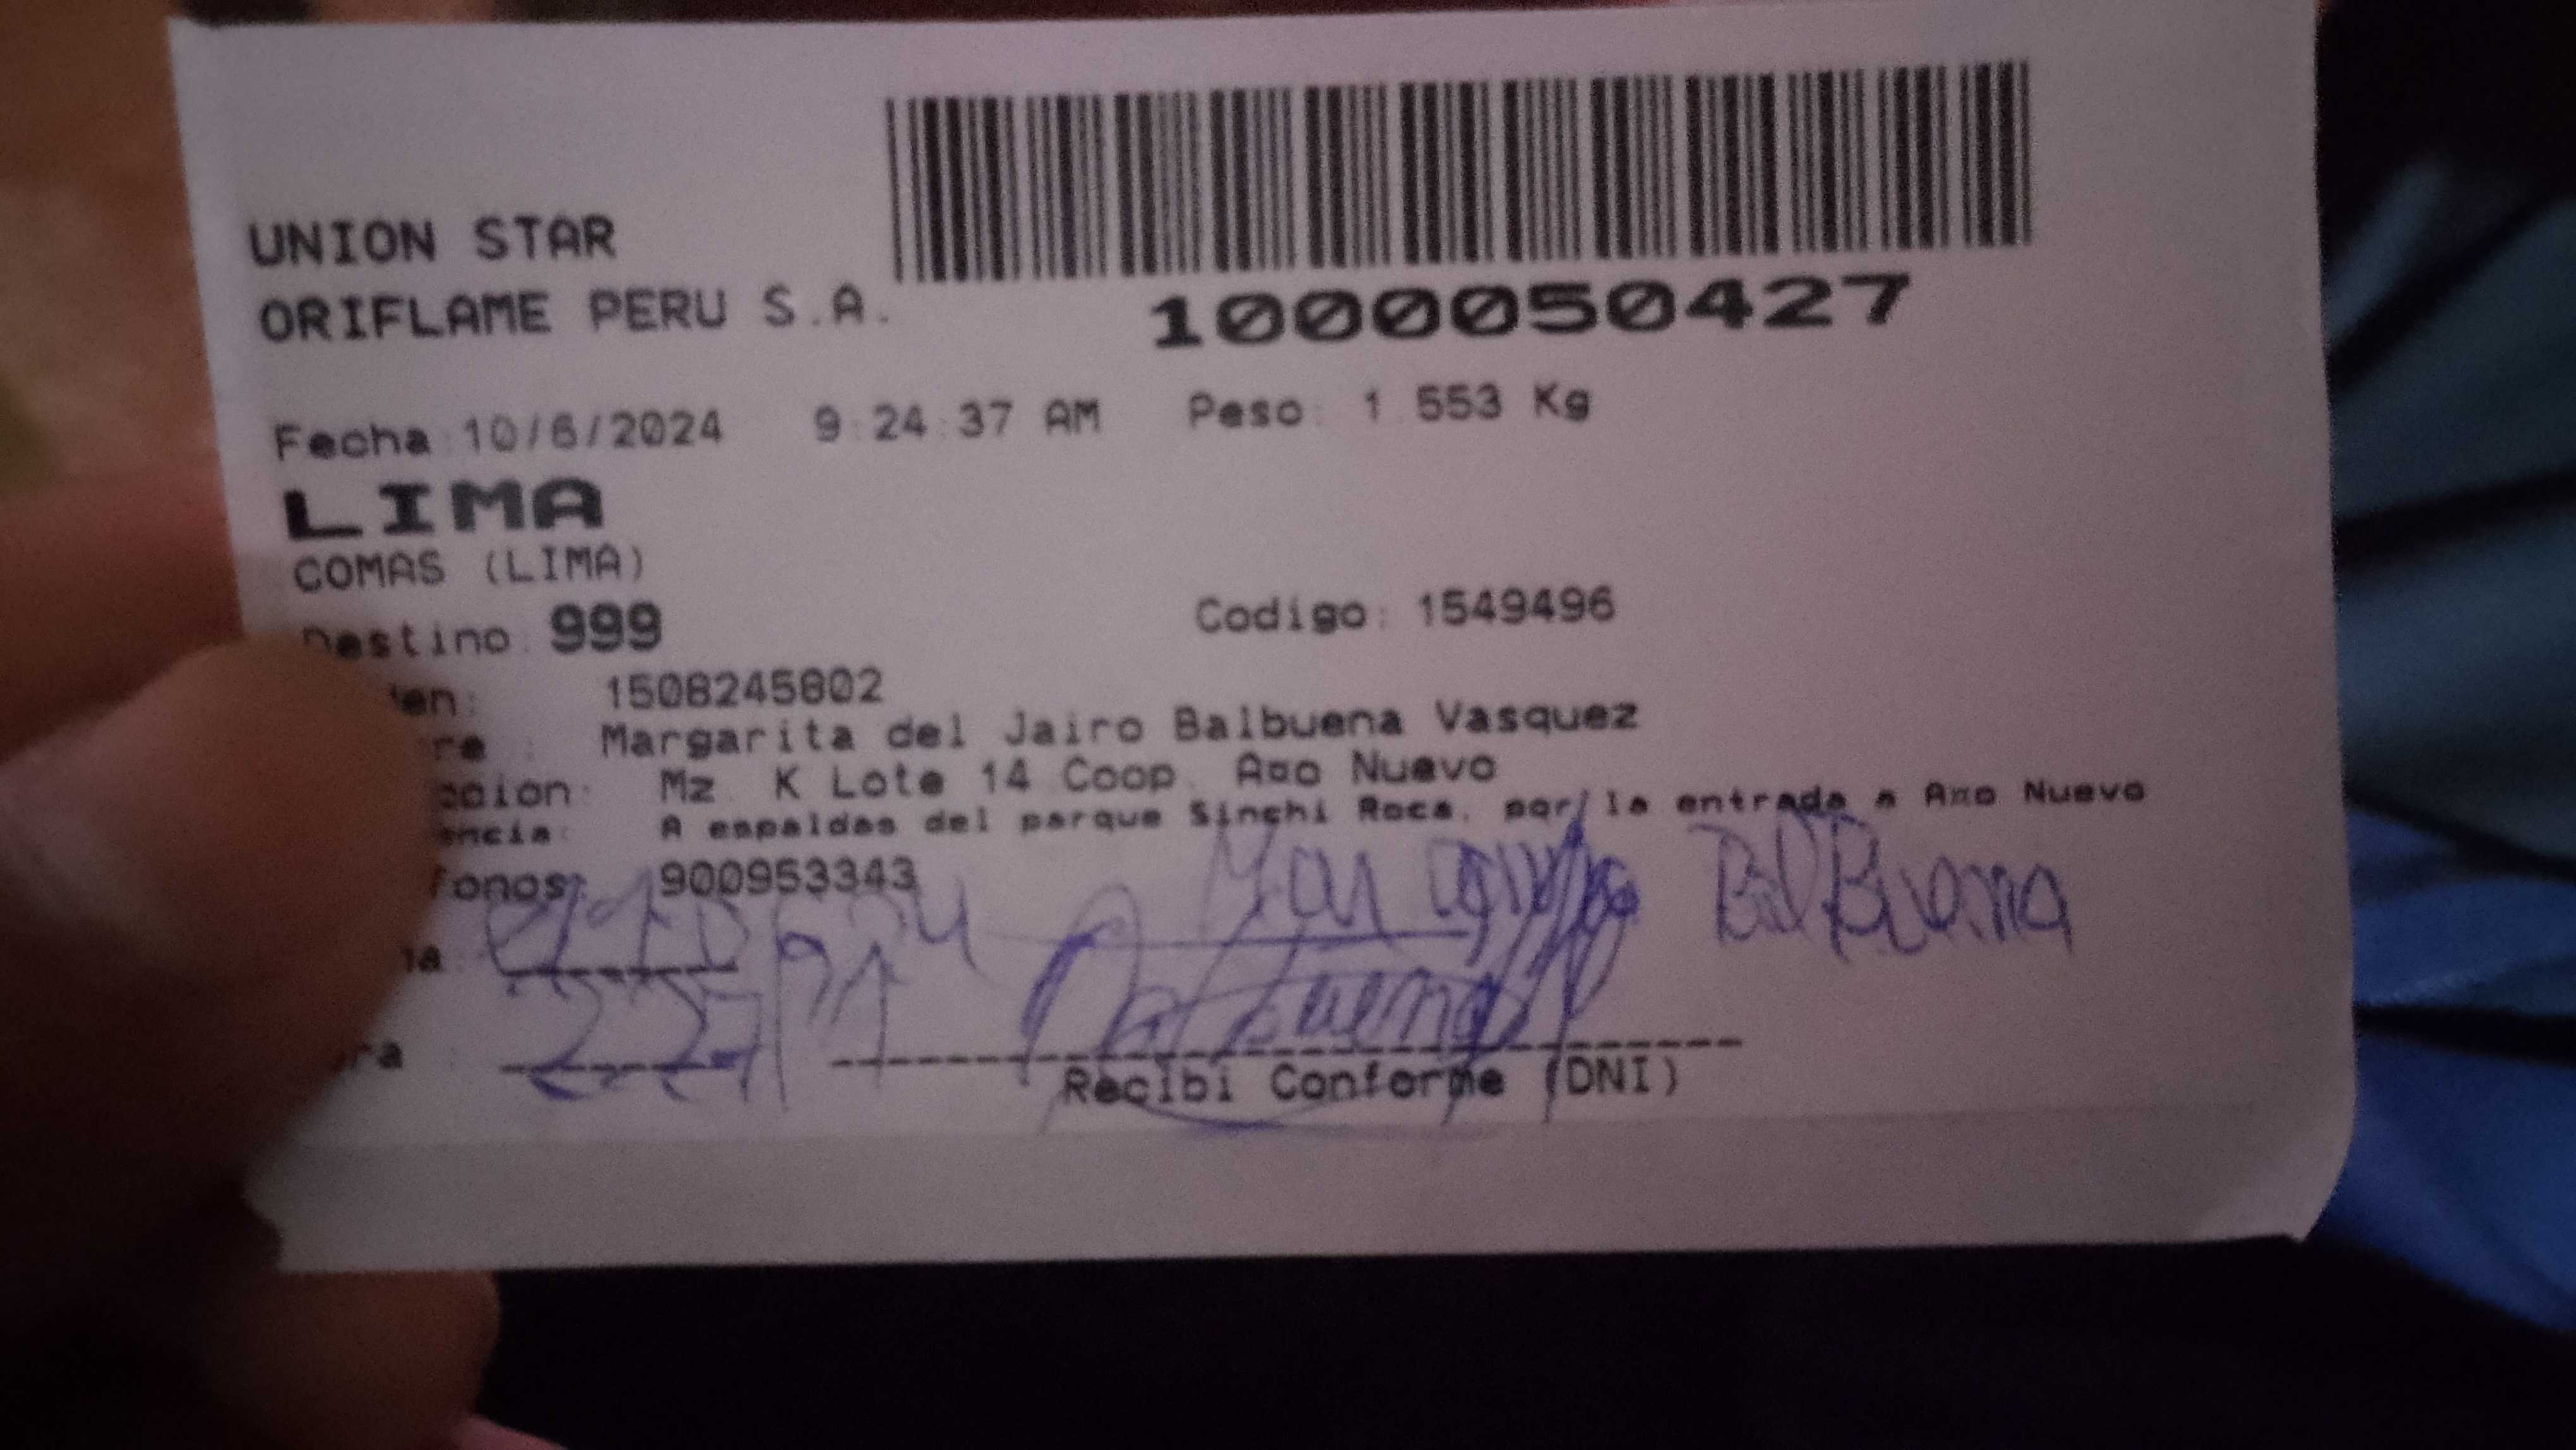 UNION STAR
ORIFLAME PERU S.A.
1000050427
Fecha:10/6/2024 9:24:37 AM Peso: 1.553 Kg
LIMA
COMAS (LIMA)
Destino: 999 Codigo: 1549496
1508245802
Margarita del Jairo Balbuena Vasquez
Mz. K Lote 14 Coop. A¤o Nuevo
A espaldas del parque Sinchi Roca, por la entrada a A¤o Nuevo
900953343
Margarita BalBuena
Balbuena
Recibi Conforme (DNI)